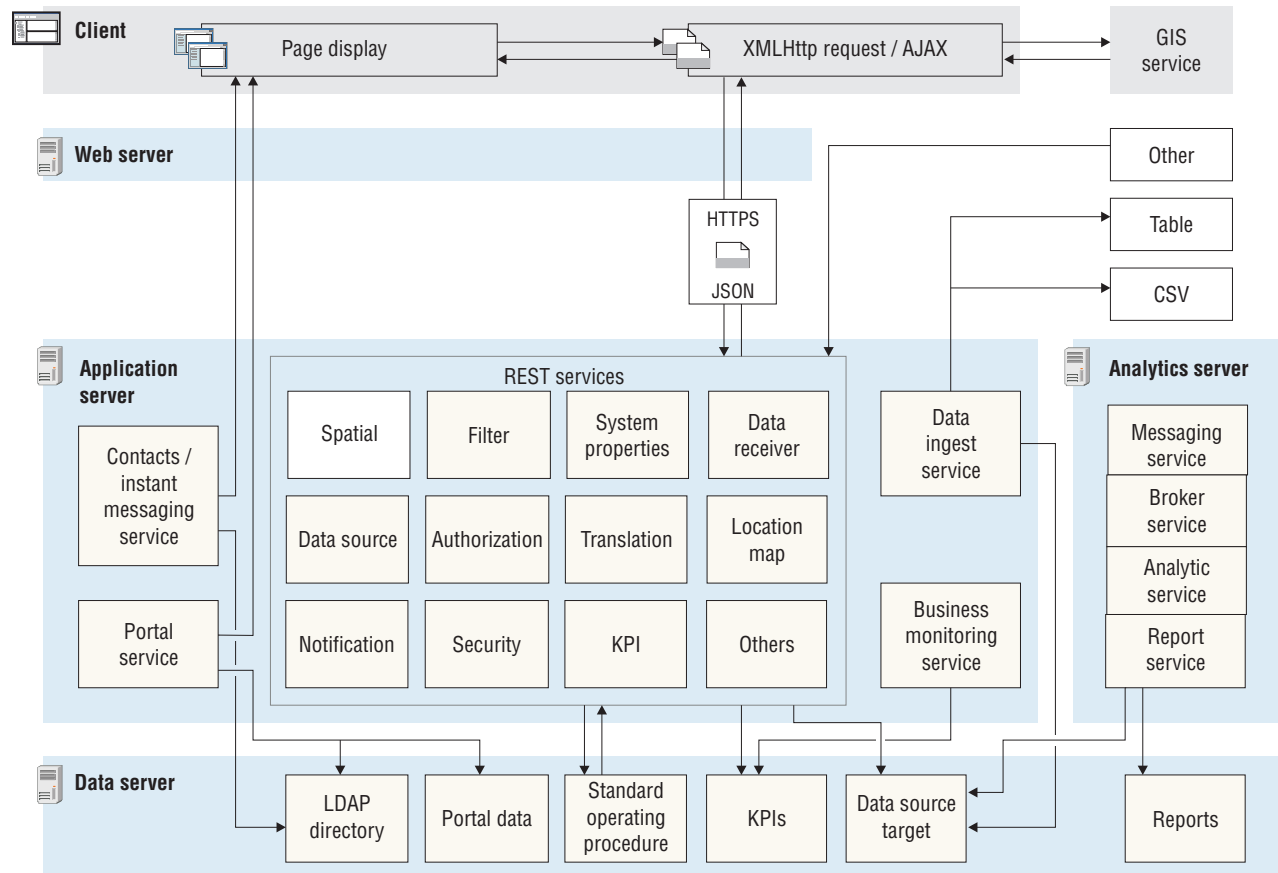 Client
Page display
XMLHttp request / AJAX
GIS
service
Web server
Other
HTTPS
JSON
Table
CSV
Application
server
REST services
Analytics server
Contacts /
instant
messaging
service
Portal
service
Spatial
Filter
System
properties
Data
receiver
Data source
Authorization
Translation
Location
map
Notification
Security
KPI
Others
Data
ingest
service
Business
monitoring
service
Messaging
service
Broker
service
Analytic
service
Report
service
Data server
LDAP
directory
Portal data
Standard
operating
procedure
KPIs
Data source
target
Reports